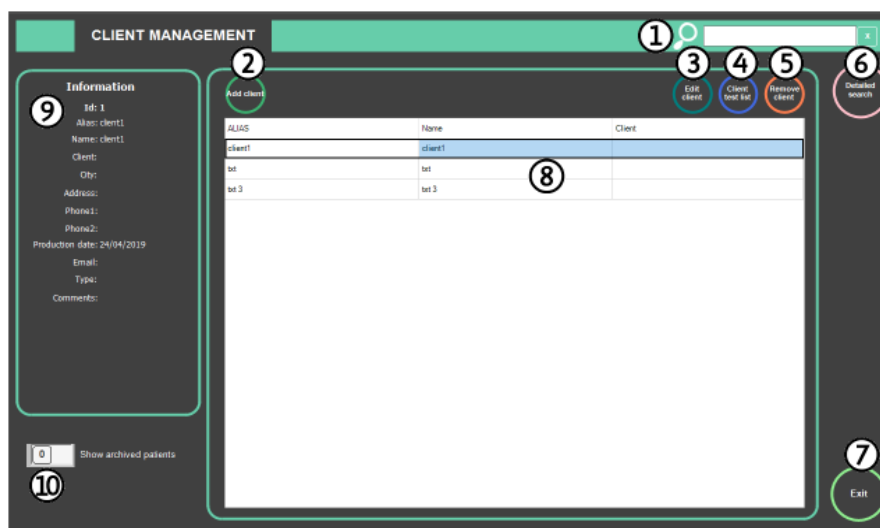 CLIENT MANAGEMENT
1
x
2
3
4
5
6
Information
Add client
Edit
client
Client
test list
Remove
client
Detailed
search
9
Id: 1
Alias: client1
Name: client1
Client:
City:
Address:
Phone1:
Phone2:
Production date: 24/04/2019
Email:
Type:
Comments:
ALIAS Name Client
client1 client1
txt txt
txt 3 txt 3
8
0 Show archived patients
10
7
Exit